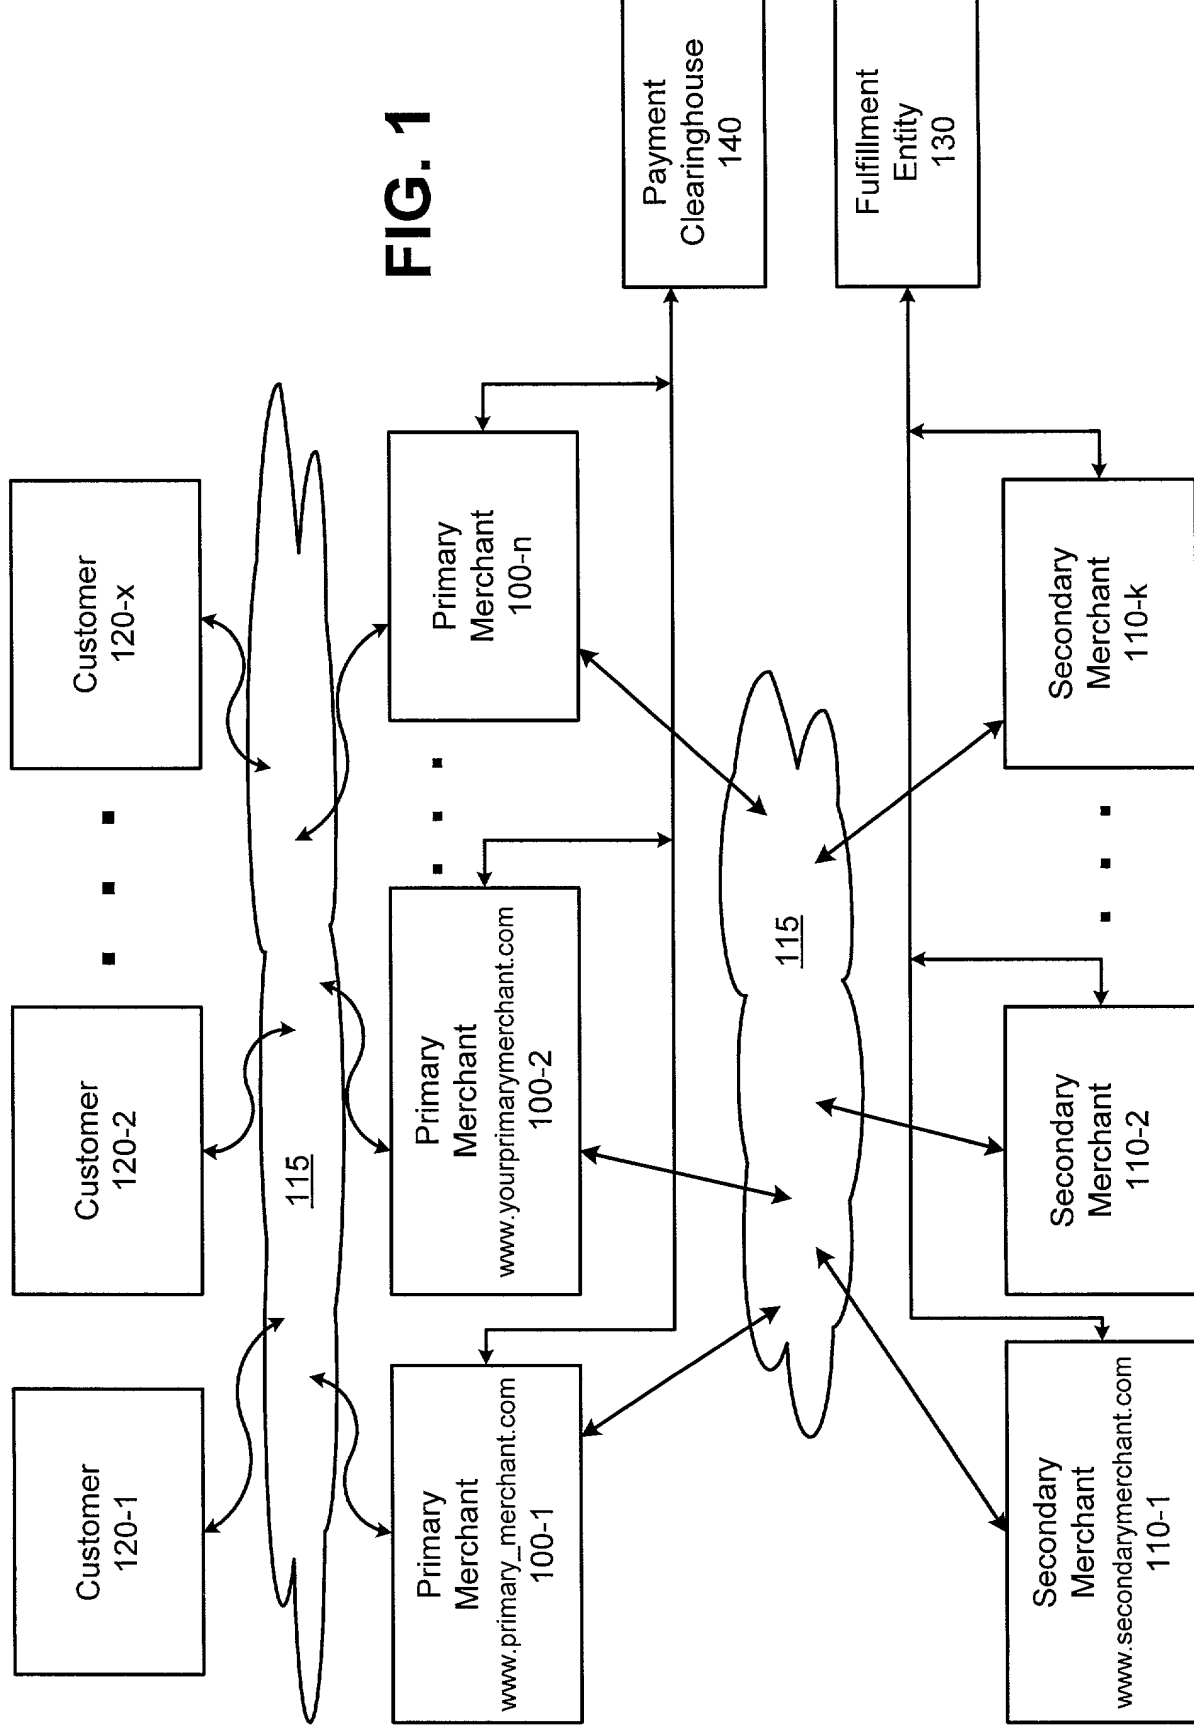 Customer
120-1
Customer
120-2
Customer
120-x
115
FIG. 1
Primary
Merchant
www.primary_merchant.com
100-1
Primary
Merchant
www.yourprimarymerchant.com
100-2
Primary
Merchant
100-n
Payment
Clearinghouse
140
115
Fulfillment
Entity
130
Secondary
Merchant
www.secondarymerchant.com
110-1
Secondary
Merchant
110-2
Secondary
Merchant
110-k